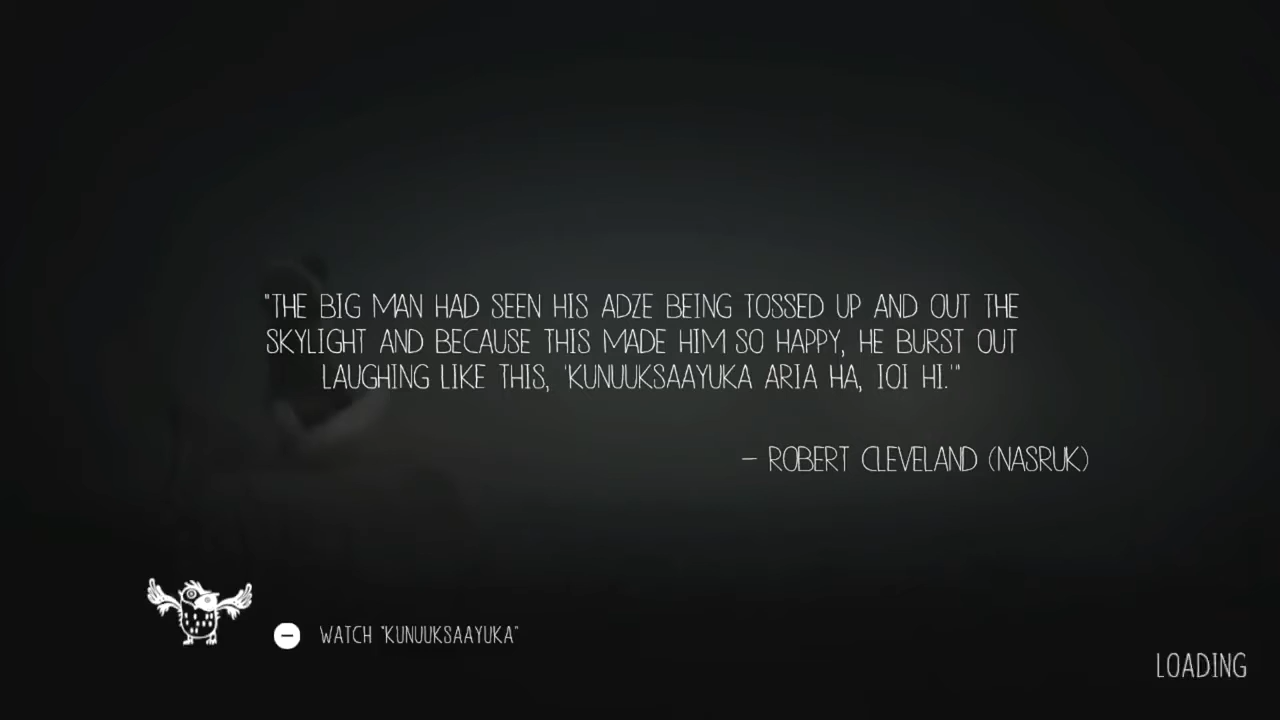 "THE BIG MAN HAD SEEN HIS ADZE BEING TOSSED UP AND OUT THE
SKYLIGHT AND BECAUSE THIS MADE HIM SO HAPPY, HE BURST OUT
LAUGHING LIKE THIS, 'KUNUUKSAAYUKA ARIA HA, IOI HI.'"
– ROBERT CLEVELAND (NASRUK)
WATCH "KUNUUKSAAYUKA"
LOADING